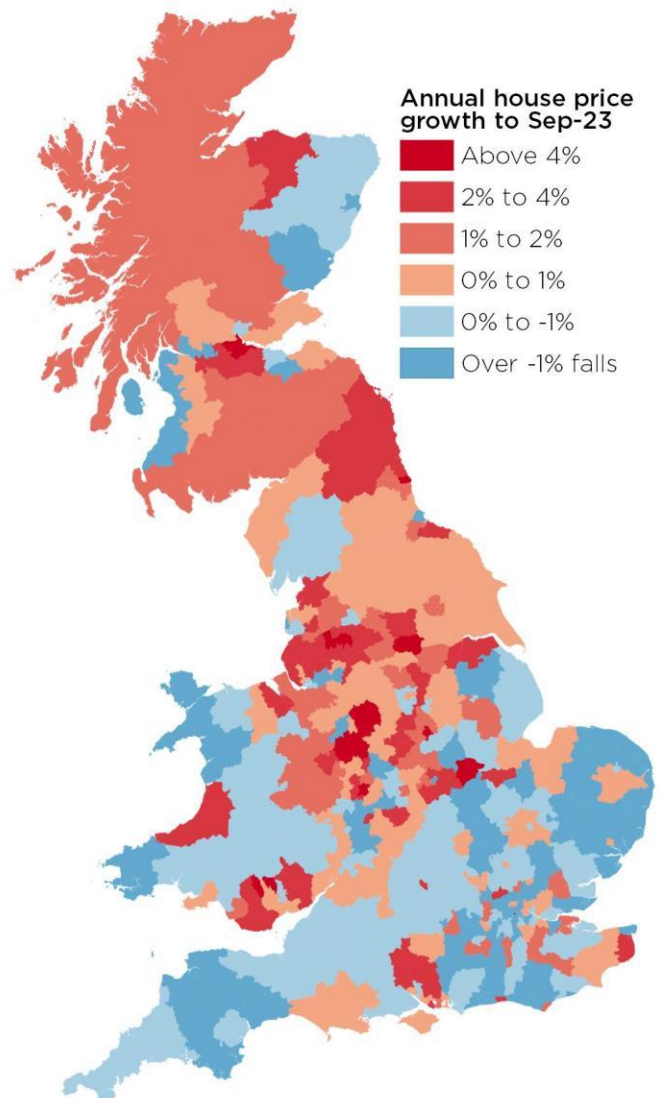 Annual house price
growth to Sep-23
Above 4%
2% to 4%
1% to 2%
0% to 1%
0% to -1%
Over -1% falls